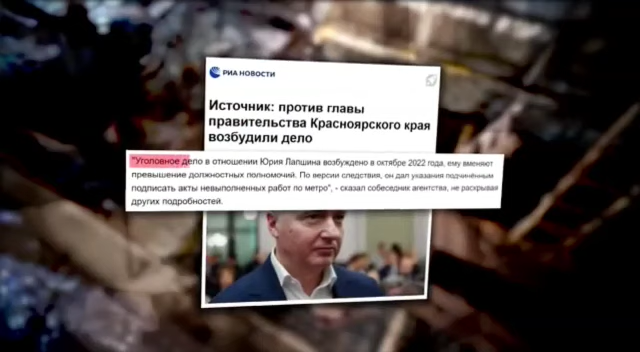 РИА НОВОСТИ
Источник: против главы
правительства Красноярского края
возбудили дело
"Уголовное дело в отношении Юрия Лапшина возбуждено в октябре 2022 года, ему вменяют
превышение должностных полномочий. По версии следствия, он дал указания подчинённым
подписать акты невыполненных работ по метро", - сказал собеседник агентства, не раскрывая
других подробностей.